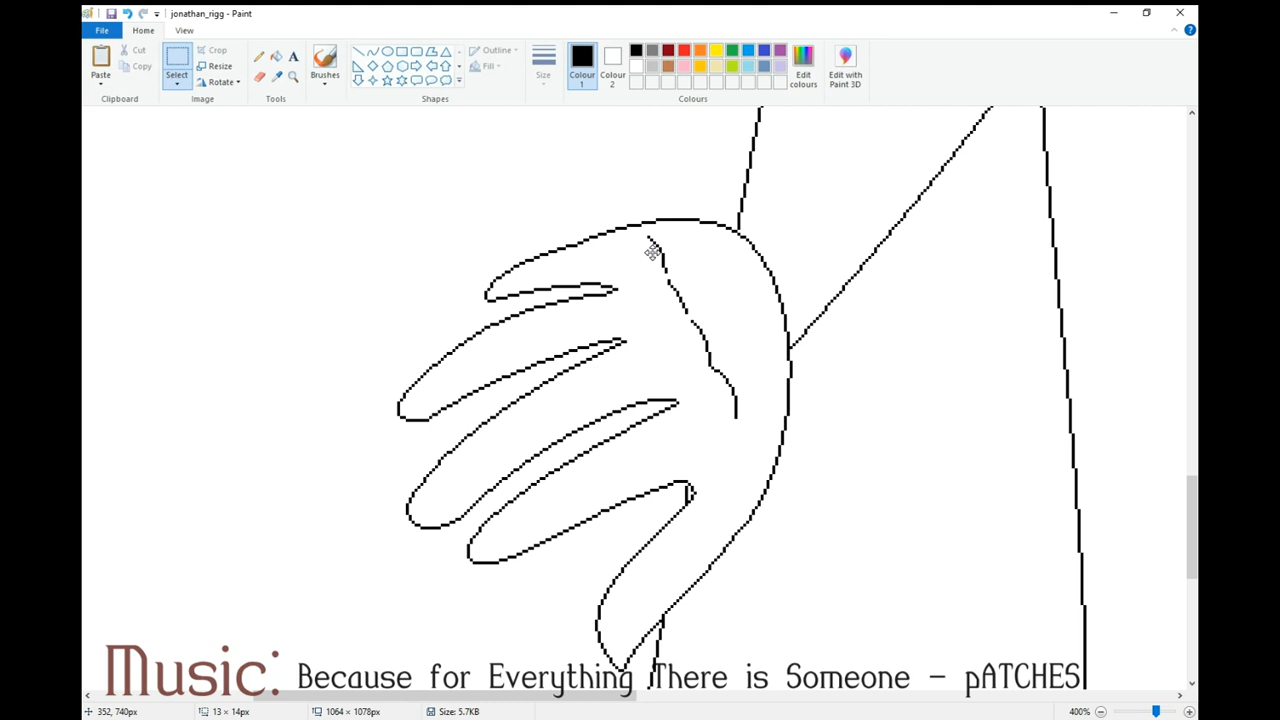 jonathan_rigg - Paint
File Home View
Paste Cut Copy Select Crop Resize Rotate A Brushes Outline Fill Size Colour 1 Colour 2 Edit colours Edit with Paint 3D
Clipboard Image Tools Shapes Colours
Music: Because for Everything There is Someone - pATCHES
352, 740px 13 × 14px 1064 × 1078px Size: 5.7KB 400%